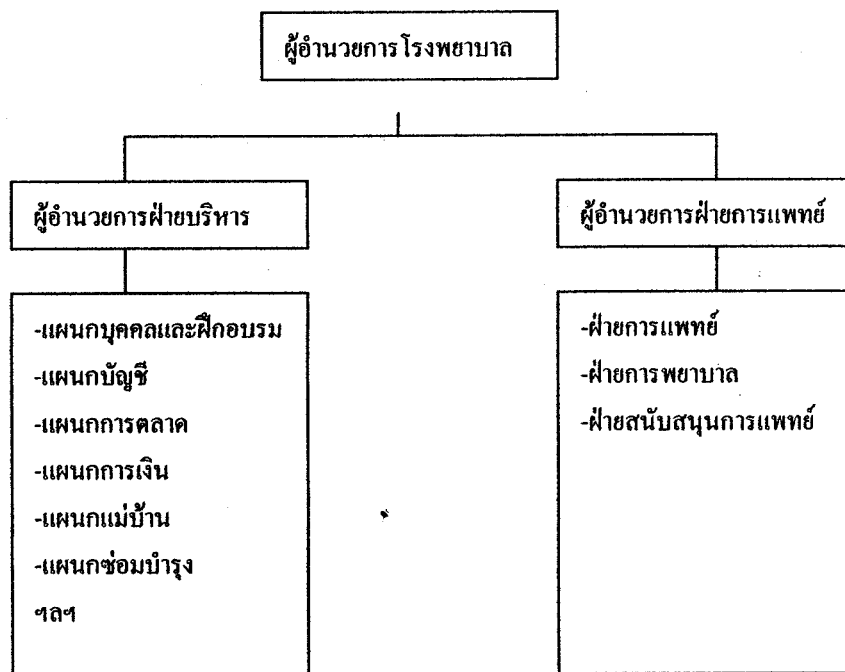 ผู้อำนวยการโรงพยาบาล
ผู้อำนวยการฝ่ายบริหาร
ผู้อำนวยการฝ่ายการแพทย์
-แผนกบุคคลและฝึกอบรม
-แผนกบัญชี
-แผนกการตลาด
-แผนกการเงิน
-แผนกแม่บ้าน
-แผนกซ่อมบำรุง
ฯลฯ
-ฝ่ายการแพทย์
-ฝ่ายการพยาบาล
-ฝ่ายสนับสนุนการแพทย์